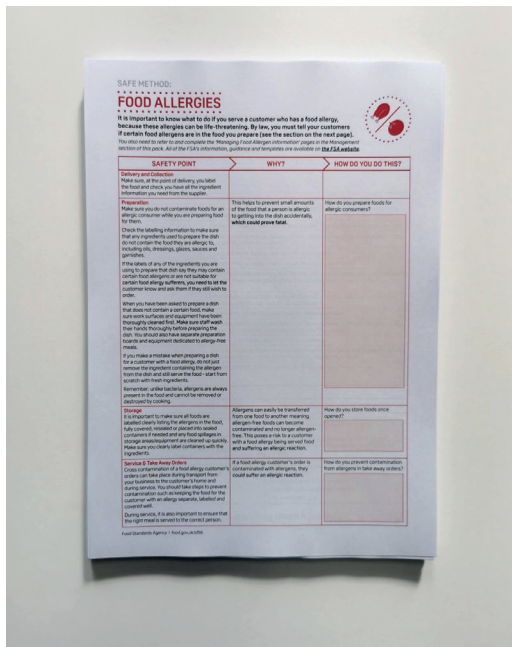 SAFE METHOD:
FOOD ALLERGIES
It is important to know what to do if you serve a customer who has a food allergy,
because these allergies can be life-threatening. By law, you must tell your customers
if certain food allergens are in the food you prepare (see the section on the next page).
You also need to refer to and complete the 'Managing Food Allergen Information' pages in the Management
section of this pack. All of the FSA's information, guidance and templates are available on the FSA website.
SAFETY POINT
WHY?
HOW DO YOU DO THIS?
Delivery and Collection
Make sure, at the point of delivery, you label
the food and check you have all the ingredient
information you need from the supplier.
Preparation
Make sure you do not contaminate foods for an
allergic consumer while you are preparing food
for them.
Check the labelling information to make sure
that any ingredients used to prepare the dish
do not contain the food they are allergic to,
including oils, dressings, glazes, sauces and
garnishes.
If the labels of any of the ingredients you are
using to prepare that dish say they may contain
certain food allergens or are not suitable for
certain food allergy sufferers, you need to let the
customer know and ask them if they still wish to
order.
When you have been asked to prepare a dish
that does not contain a certain food, make
sure work surfaces and equipment have been
thoroughly cleaned first. Make sure staff wash
their hands thoroughly before preparing the
dish. You should also have separate preparation
boards and equipment dedicated to allergy-free
meals.
If you make a mistake when preparing a dish
for a customer with a food allergy, do not just
remove the ingredient containing the allergen
from the dish and still serve the food - start from
scratch with fresh ingredients.
Remember, unlike bacteria, allergens are always
present in the food and cannot be removed or
destroyed by cooking.
This helps to prevent small amounts
of the food that a person is allergic
to getting into the dish accidentally,
which could prove fatal.
How do you prepare foods for
allergic consumers?
Storage
It is important to make sure all foods are
labelled clearly listing the allergens in the food,
fully covered, resealed or placed into sealed
containers if needed and any food spillages in
storage areas/equipment are cleaned up quickly.
Make sure you clearly label containers with the
ingredients.
Allergens can easily be transferred
from one food to another meaning
allergen-free foods can become
contaminated and no longer allergen-
free. This poses a risk to a customer
with a food allergy being served food
and suffering an allergic reaction.
How do you store foods once
opened?
Service & Take Away Orders
Cross contamination of a food allergy customer's
orders can take place during transport from
your business to the customer's home and
during service. You should take steps to prevent
contamination such as keeping the food for the
customer with an allergy separate, labelled and
covered well.
During service, it is also important to ensure that
the right meal is served to the correct person.
If a food allergy customer's order is
contaminated with allergens, they
could suffer an allergic reaction.
How do you prevent contamination
from allergens in take away orders?
Food Standards Agency | food.gov.uk/sfbb